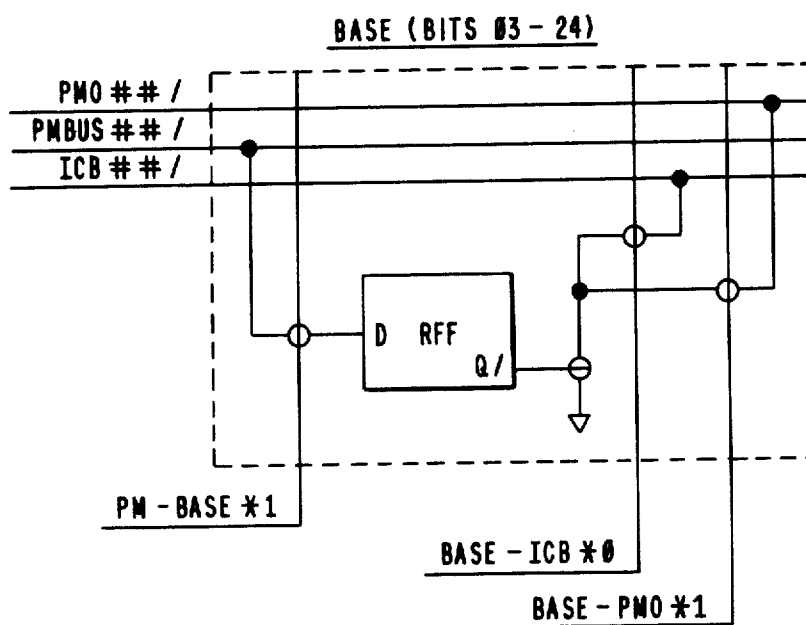 BASE (BITS Ø3 - 24)
PMO ## /
PMBUS ## /
ICB ## /
D RFF
Q/
PM - BASE *1
BASE - ICB *Ø
BASE - PMO *1